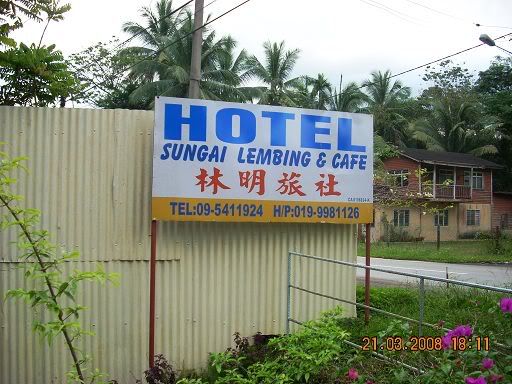 HOTEL
SUNGAI LEMBING & CAFE
林明旅社
TEL:09-5411924 H/P:019-9981126
21.03.2008 18:11